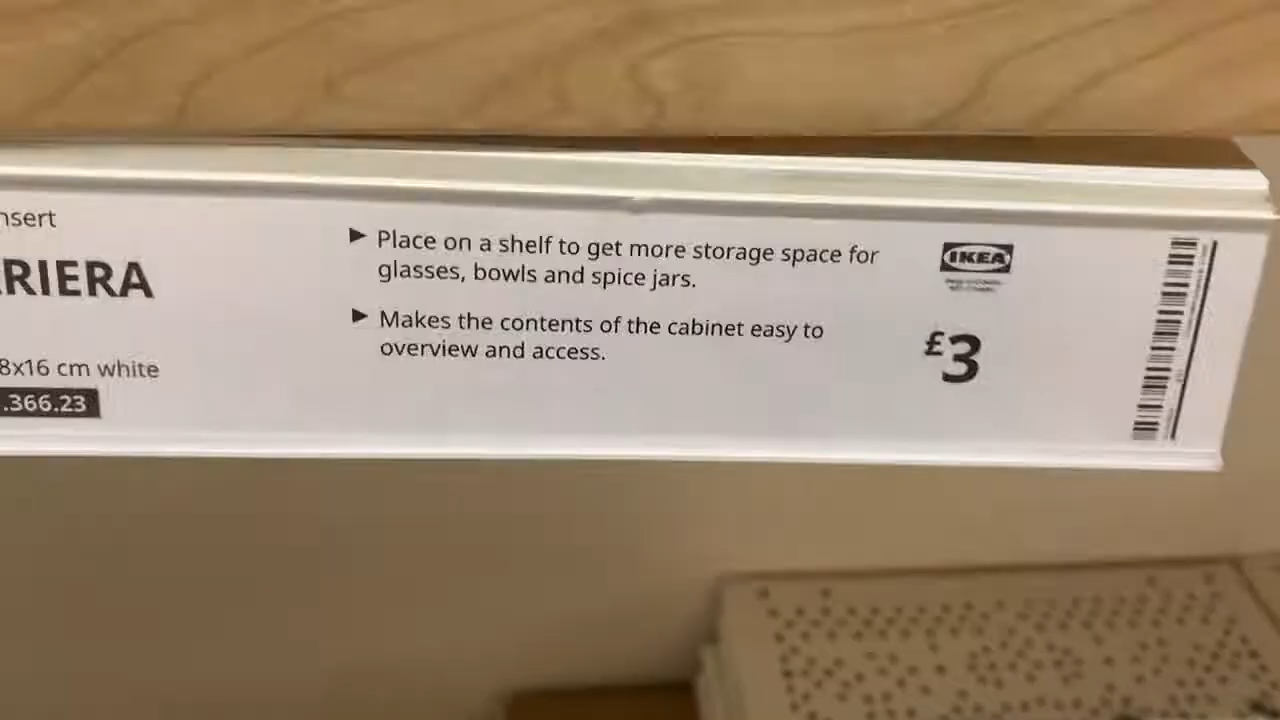 nsert
RIERA
8x16 cm white
.366.23
▶ Place on a shelf to get more storage space for
glasses, bowls and spice jars.
▶ Makes the contents of the cabinet easy to
overview and access.
IKEA
£3